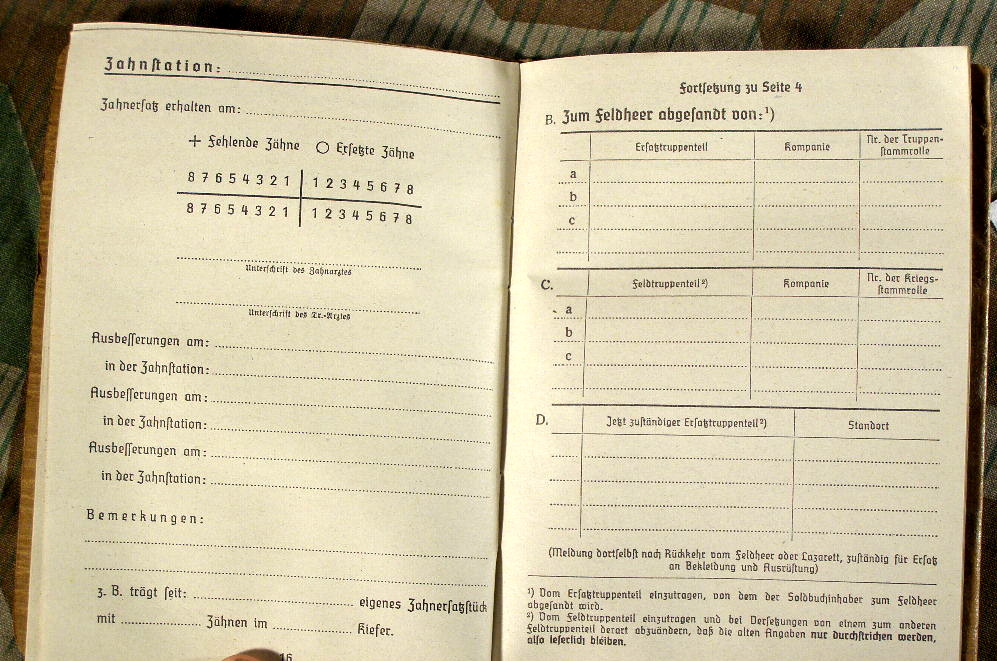 Zahnstation:
Zahnersatz erhalten am:
+ Fehlende Zähne ○ Ersetzte Zähne
8 7 6 5 4 3 2 1 | 1 2 3 4 5 6 7 8
8 7 6 5 4 3 2 1 | 1 2 3 4 5 6 7 8
Unterschrift des Zahnarztes
Unterschrift des Tr.-Arztes
Ausbesserungen am:
in der Zahnstation:
Ausbesserungen am:
in der Zahnstation:
Ausbesserungen am:
in der Zahnstation:
Bemerkungen:
z. B. trägt seit: eigenes Zahnersatzstück
mit Zähnen im Kiefer.
16
Fortsetzung zu Seite 4
B. Zum Feldheer abgesandt von:¹)
Ersatztruppenteil Kompanie Nr. der Truppen-
stammrolle
a
b
c
C. Feldtruppenteil²) Kompanie Nr. der Kriegs-
stammrolle
a
b
c
D. Jetzt zuständiger Ersatztruppenteil²) Standort
(Meldung dortselbst nach Rückkehr vom Feldheer oder Lazarett, zuständig für Ersatz
an Bekleidung und Ausrüstung)
¹) Vom Ersatztruppenteil einzutragen, von dem der Soldbuchinhaber zum Feldheer
abgesandt wird.
²) Vom Feldtruppenteil einzutragen und bei Versetzungen von einem zum anderen
Feldtruppenteil derart abzuändern, daß die alten Angaben nur durchstrichen werden,
also leserlich bleiben.